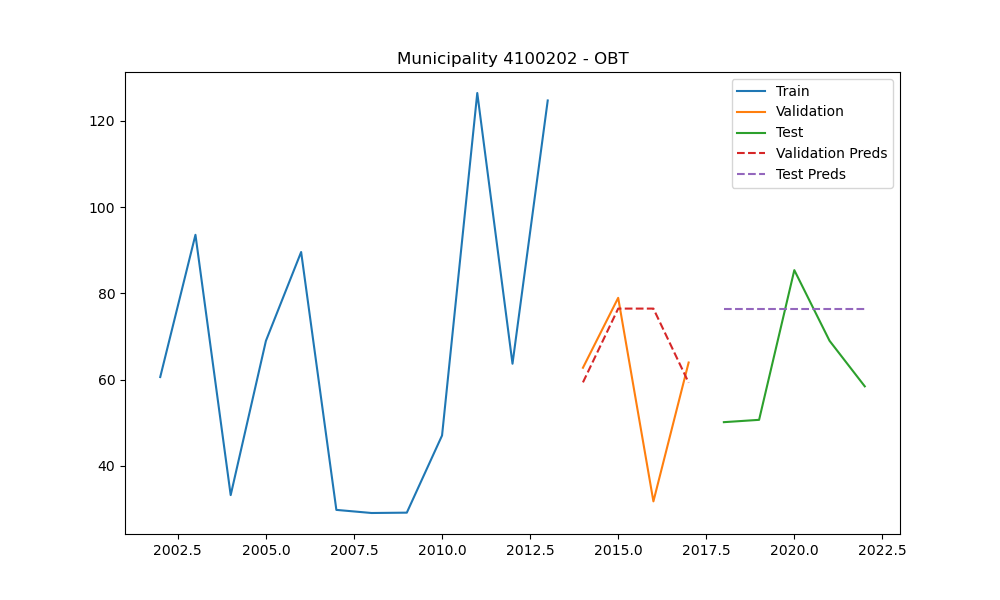 Municipality 4100202 - OBT
Train
Validation
Test
Validation Preds
Test Preds
120
100
80
60
40
2002.5 2005.0 2007.5 2010.0 2012.5 2015.0 2017.5 2020.0 2022.5